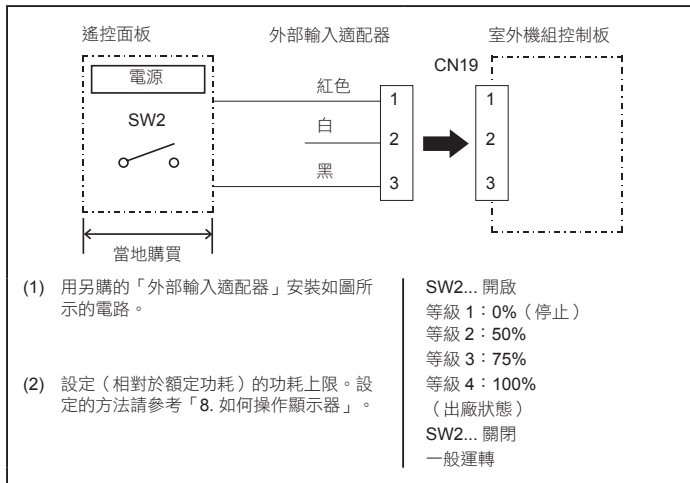 遙控面板 外部輸入適配器 室外機組控制板
電源
SW2
紅色
白
黑
1
2
3
CN19
1
2
3
當地購買
(1) 用另購的「外部輸入適配器」安裝如圖所
示的電路。
(2) 設定（相對於額定功耗）的功耗上限。設
定的方法請參考「8. 如何操作顯示器」。
SW2... 開啟
等級 1：0%（停止）
等級 2：50%
等級 3：75%
等級 4：100%
（出廠狀態）
SW2... 關閉
一般運轉